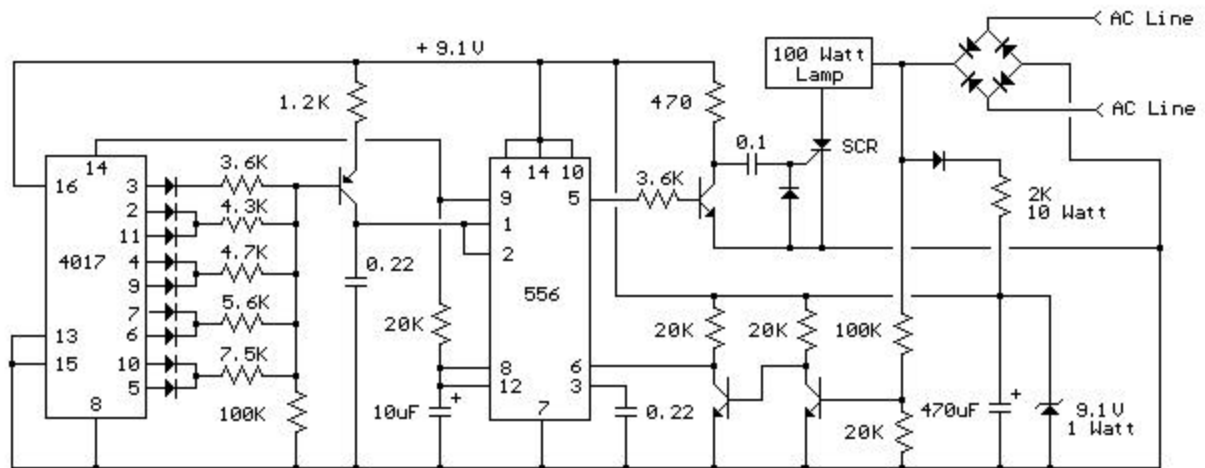 AC Line
+ 9.1V
100 Watt
Lamp
1.2K
470
AC Line
14
0.1
SCR
3.6K
4 14 10
16
3
3.6K
2K
10 Watt
2
4.3K
9
5
11
1
4.7K
4017
4
2
0.22
9
556
5.6K
7
20K
20K
20K
100K
13
6
7.5K
15
10
8
6
5
12
3
8
100K
10uF
+
7
0.22
20K
470uF
+
9.1V
1 Watt